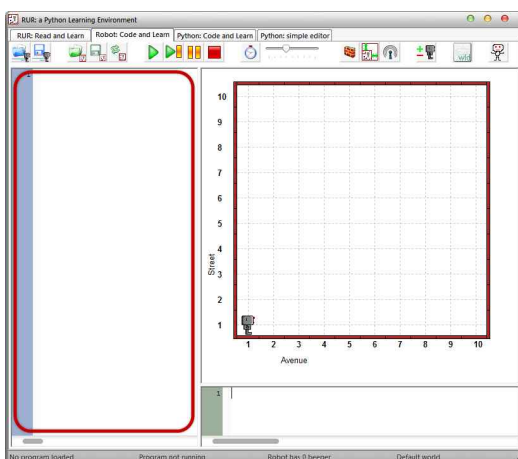 RUR: a Python Learning Environment
RUR: Read and Learn Robot: Code and Learn Python: Code and Learn Python: simple editor
wld
10
9
8
7
6
5
4
3
2
1
Street
1 2 3 4 5 6 7 8 9 10
Avenue
1
No program loaded Program not running Robot has 0 beeper Default world